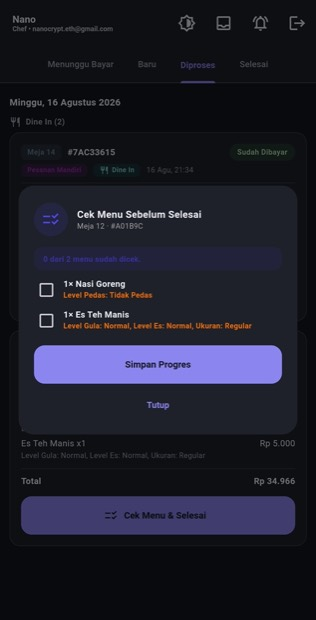 Nano
Chef • nanocrypt.eth@gmail.com
Menunggu Bayar Baru Diproses Selesai
Minggu, 16 Agustus 2026
Dine In (2)
Meja 14 #7AC33615 Sudah Dibayar
Pesanan Mandiri Dine In 16 Agu, 21:34
Cek Menu Sebelum Selesai
Meja 12 · #A01B9C
0 dari 2 menu sudah dicek.
1× Nasi Goreng
Level Pedas: Tidak Pedas
1× Es Teh Manis
Level Gula: Normal, Level Es: Normal, Ukuran: Regular
Simpan Progres
Tutup
Es Teh Manis x1 Rp 5.000
Level Gula: Normal, Level Es: Normal, Ukuran: Regular
Total Rp 34.966
Cek Menu & Selesai